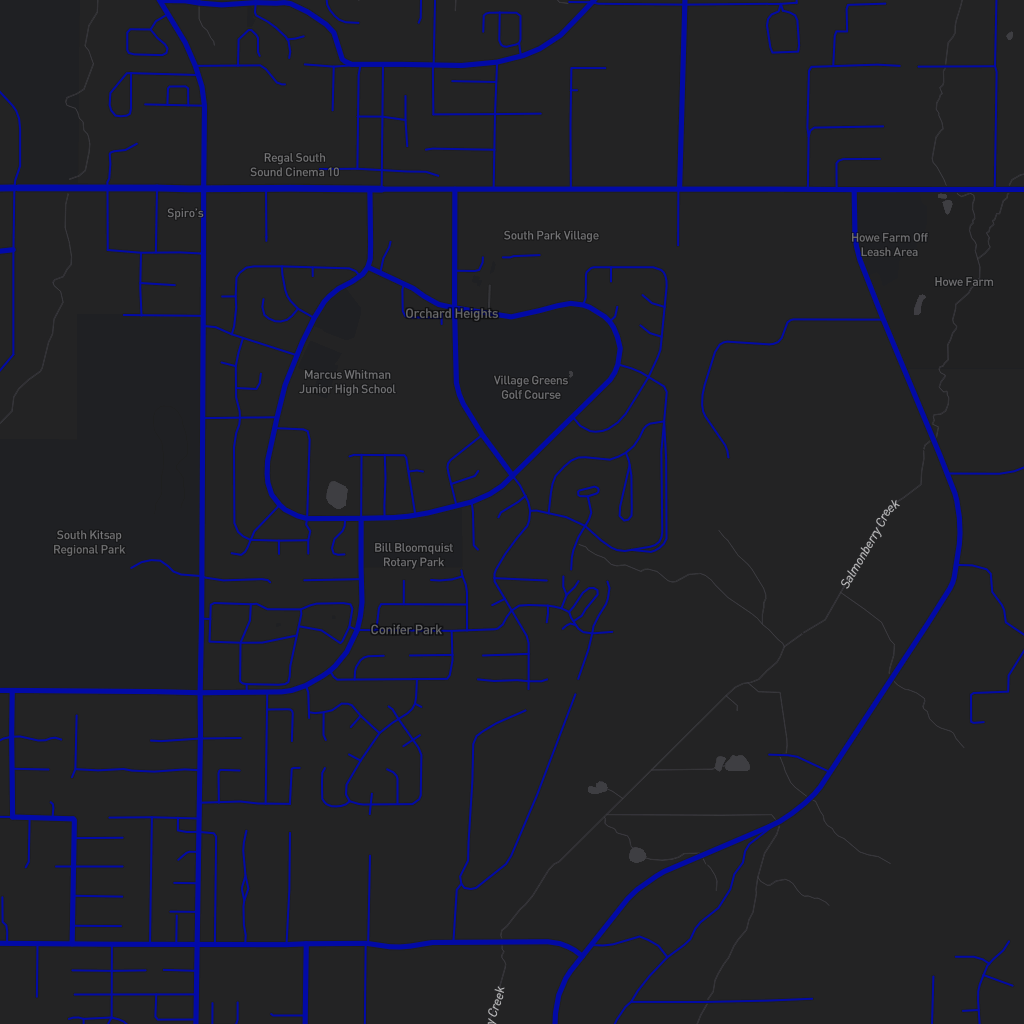 Regal South
Sound Cinema 10
Spiro's
South Park Village
Howe Farm Off
Leash Area
Howe Farm
Orchard Heights
Marcus Whitman
Junior High School
Village Greens
Golf Course
Salmonberry Creek
South Kitsap
Regional Park
Bill Bloomquist
Rotary Park
Conifer Park
y Creek